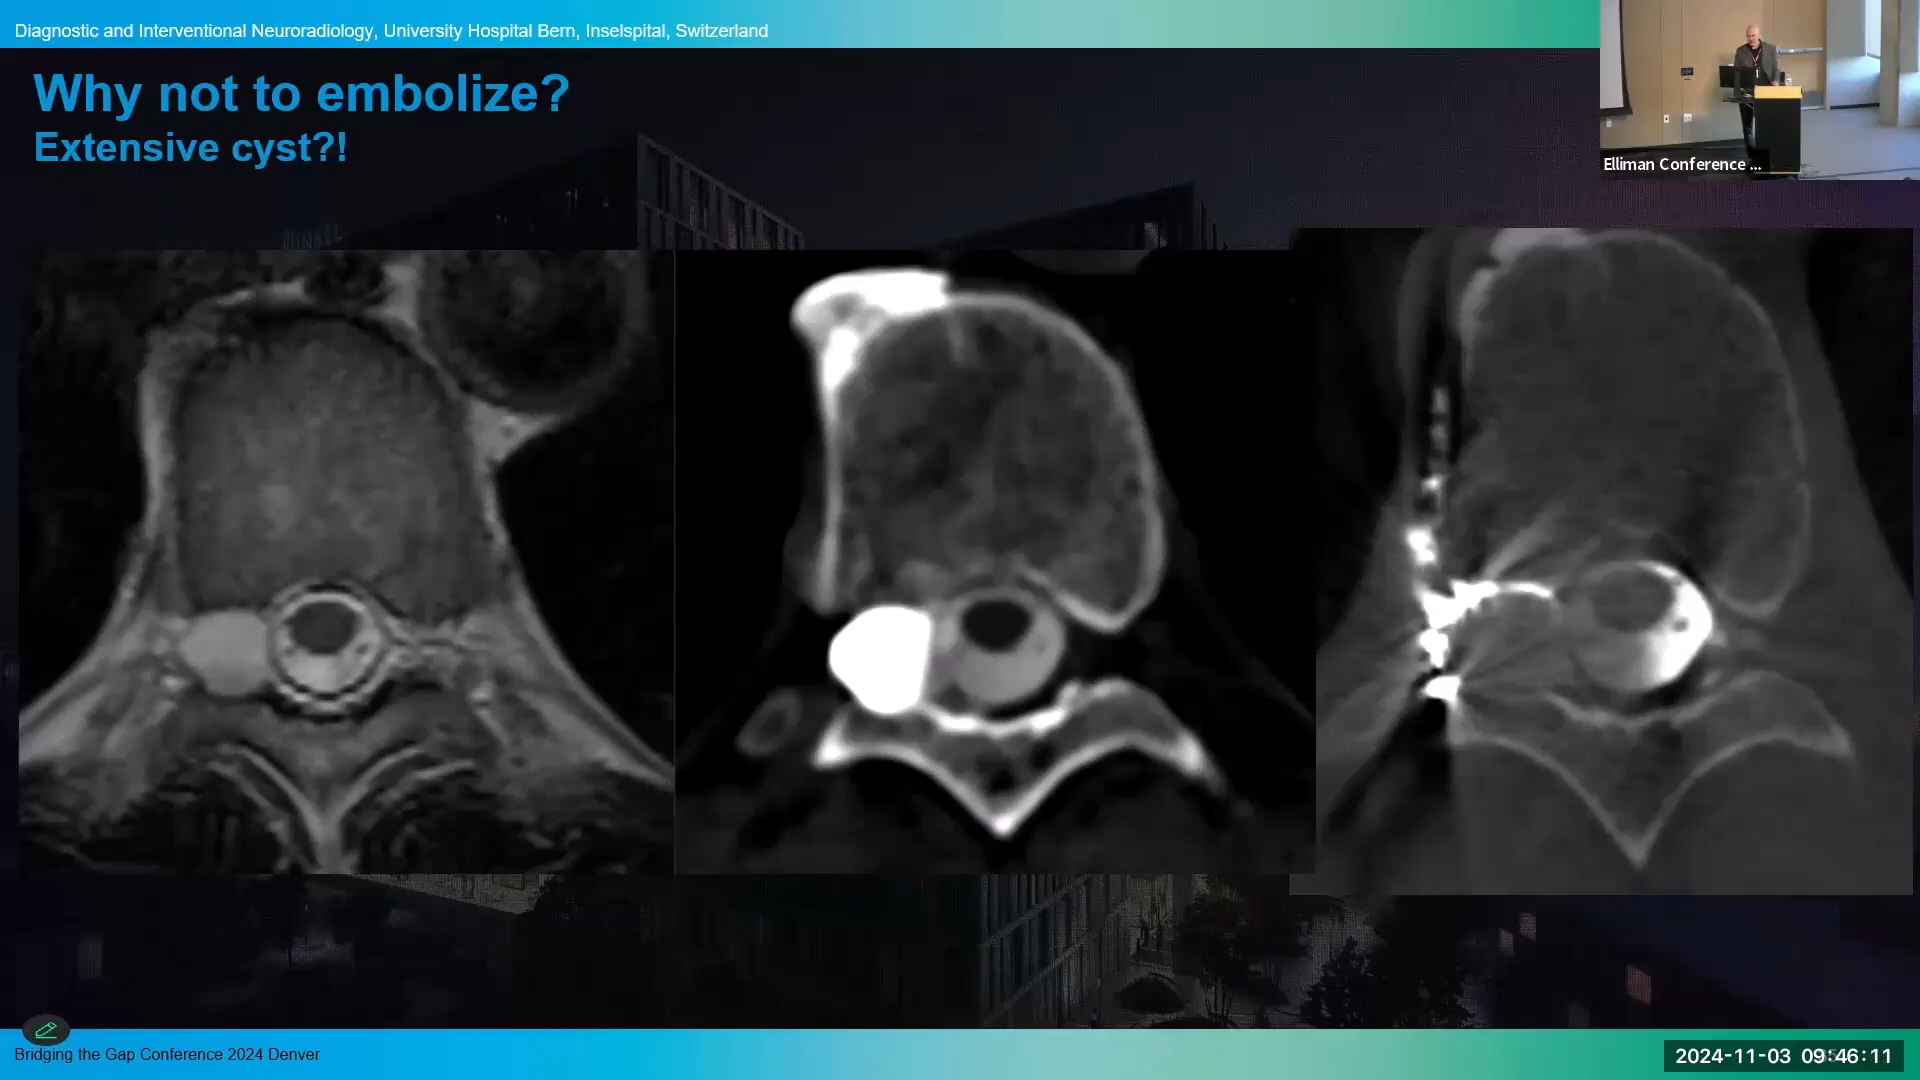 Diagnostic and Interventional Neuroradiology, University Hospital Bern, Inselspital, Switzerland
Why not to embolize?
Extensive cyst?!
Elliman Conference ...
Bridging the Gap Conference 2024 Denver
2024-11-03 09:46:11